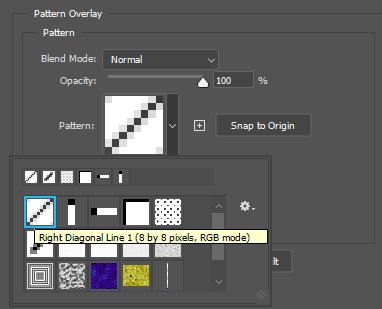 Pattern Overlay
Pattern
Blend Mode: Normal
Opacity: 100 %
Pattern: Snap to Origin
Right Diagonal Line 1 (8 by 8 pixels, RGB mode)